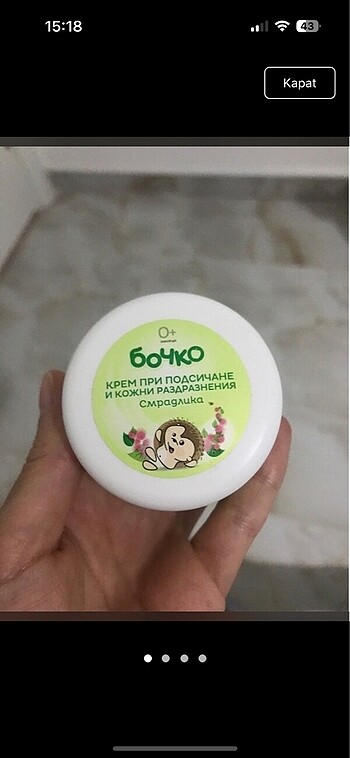 15:18
43
Kapat
0+
бочко
КРЕМ ПРИ ПОДСИЧАНЕ
И КОЖНИ РАЗДРАЗНЕНИЯ
Смрадлика